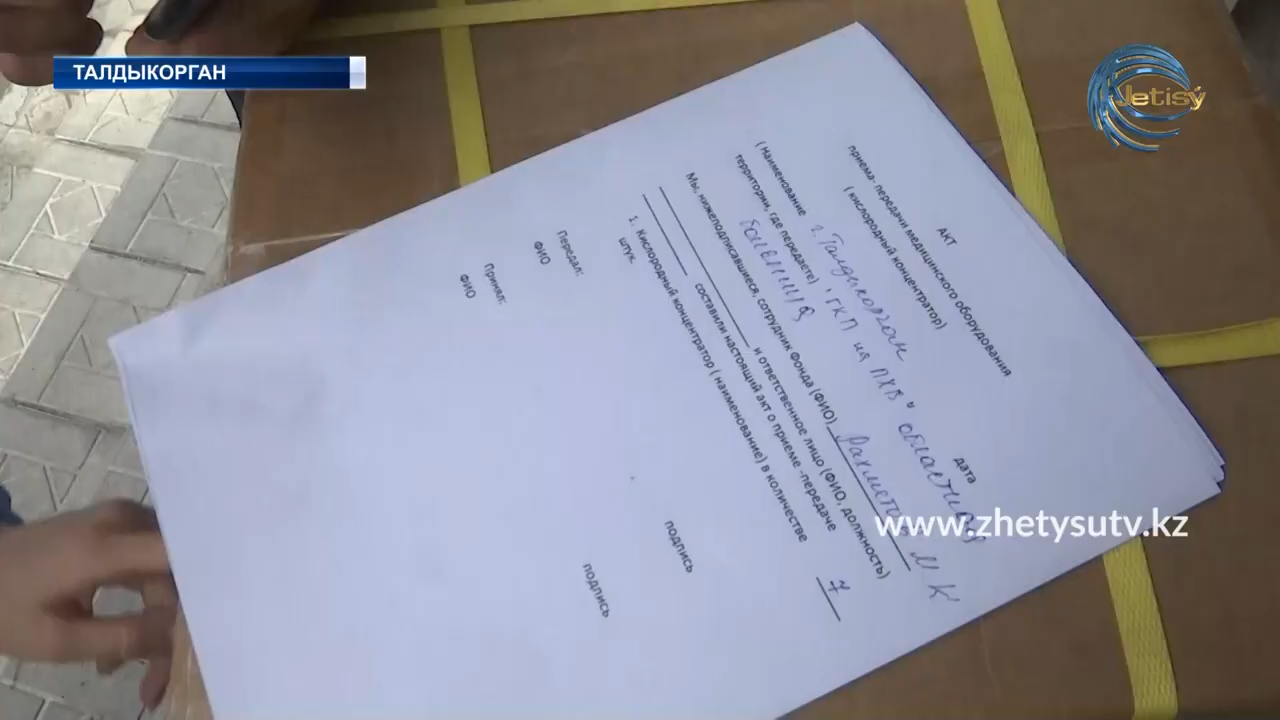 ТАЛДЫКОРГАН
Jetisý
АКТ
приема- передачи медицинского оборудования
( кислородный концентратор)
дата
( наименование г. Талдыкорган
территории, где передаете) "ГКП на ПХВ "областная
больница
Мы, нижеподписавшиеся, сотрудник Фонда (ФИО) М К
и ответственное лицо (ФИО, должность)
составили настоящий акт о приеме -передаче
1. Кислородный концентратор ( наименование) в количестве 7
штук.
Передал:
ФИО подпись
Принял:
ФИО подпись
www.zhetysutv.kz